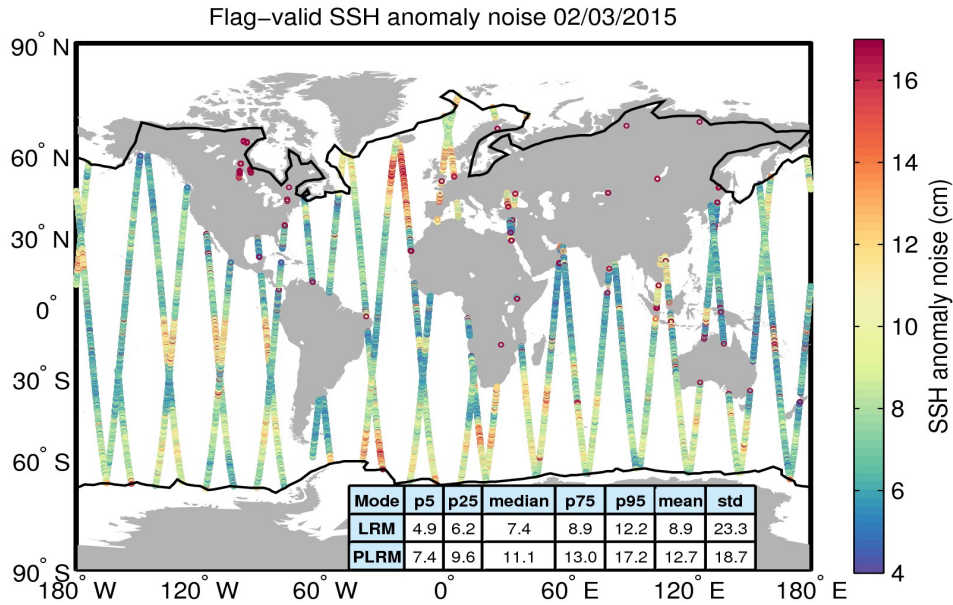 Flag−valid SSH anomaly noise 02/03/2015
90° N
60° N
30° N
0°
30° S
60° S
90° S
180° W
120° W
60° W
0°
60° E
120° E
180° E
Mode p5 p25 median p75 p95 mean std
LRM 4.9 6.2 7.4 8.9 12.2 8.9 23.3
PLRM 7.4 9.6 11.1 13.0 17.2 12.7 18.7
16
14
12
10
8
6
4
SSH anomaly noise (cm)